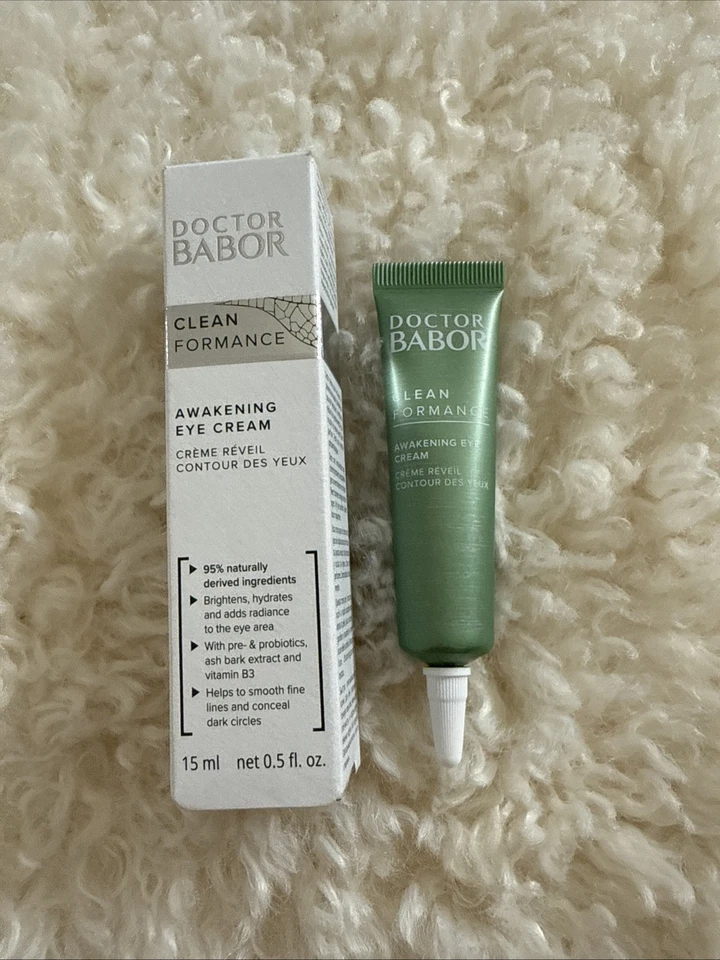 DOCTOR
BABOR
CLEAN
FORMANCE
AWAKENING
EYE CREAM
CRÈME RÉVEIL
CONTOUR DES YEUX
95% naturally
derived ingredients
Brightens, hydrates
and adds radiance
to the eye area
With pre- & probiotics,
ash bark extract and
vitamin B3
Helps to smooth fine
lines and conceal
dark circles
15 ml net 0.5 fl. oz.
DOCTOR
BABOR
CLEAN
FORMANCE
AWAKENING EYE
CREAM
CRÈME RÉVEIL
CONTOUR DES YEUX